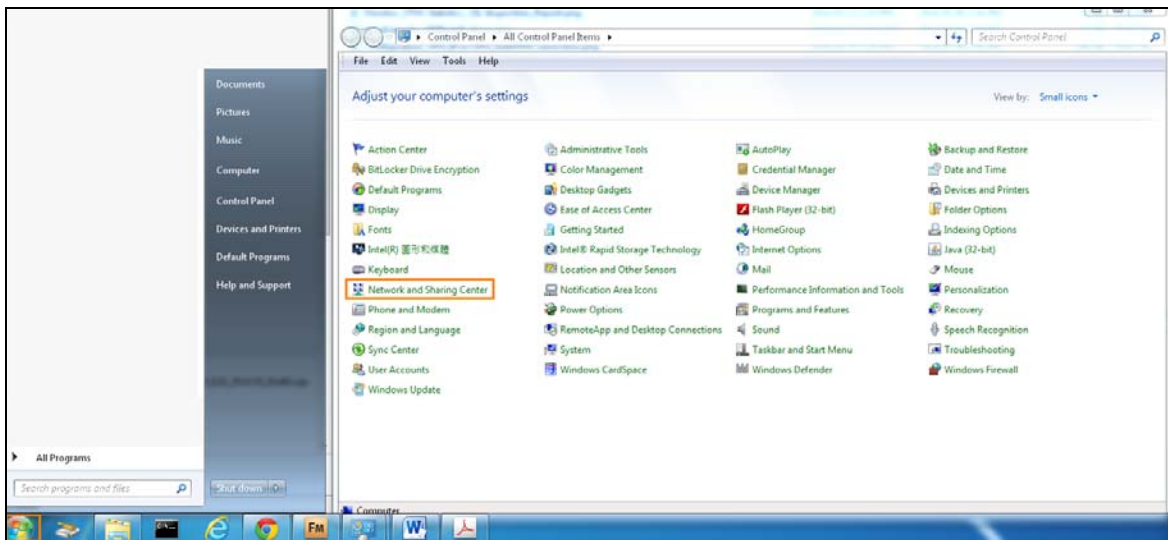 Control Panel ▸ All Control Panel Items ▸
Search Control Panel
File Edit View Tools Help
Adjust your computer's settings
View by: Small icons
Action Center
Administrative Tools
AutoPlay
Backup and Restore
BitLocker Drive Encryption
Color Management
Credential Manager
Date and Time
Default Programs
Desktop Gadgets
Device Manager
Devices and Printers
Display
Ease of Access Center
Flash Player (32-bit)
Folder Options
Fonts
Getting Started
HomeGroup
Indexing Options
Intel(R) 圖形和媒體
Intel® Rapid Storage Technology
Internet Options
Java (32-bit)
Keyboard
Location and Other Sensors
Mail
Mouse
Network and Sharing Center
Notification Area Icons
Performance Information and Tools
Personalization
Phone and Modem
Power Options
Programs and Features
Recovery
Region and Language
RemoteApp and Desktop Connections
Sound
Speech Recognition
Sync Center
System
Taskbar and Start Menu
Troubleshooting
User Accounts
Windows CardSpace
Windows Defender
Windows Firewall
Windows Update
Documents
Pictures
Music
Computer
Control Panel
Devices and Printers
Default Programs
Help and Support
All Programs
Search programs and files
Shut down
Computer
FM
W